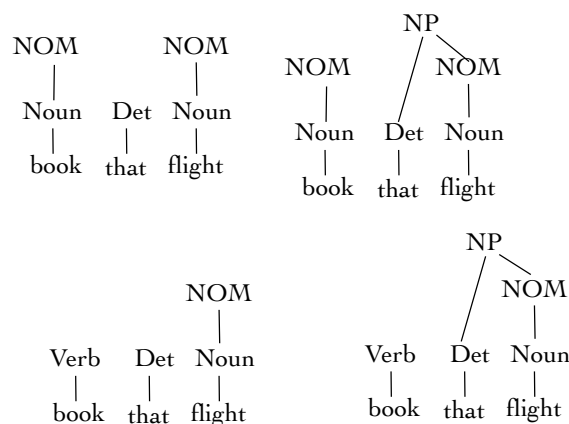 NP
NOM NOM NOM NOM
Noun Det Noun Noun Det Noun
book that flight book that flight
NP
NOM NOM
Verb Det Noun Verb Det Noun
book that flight book that flight